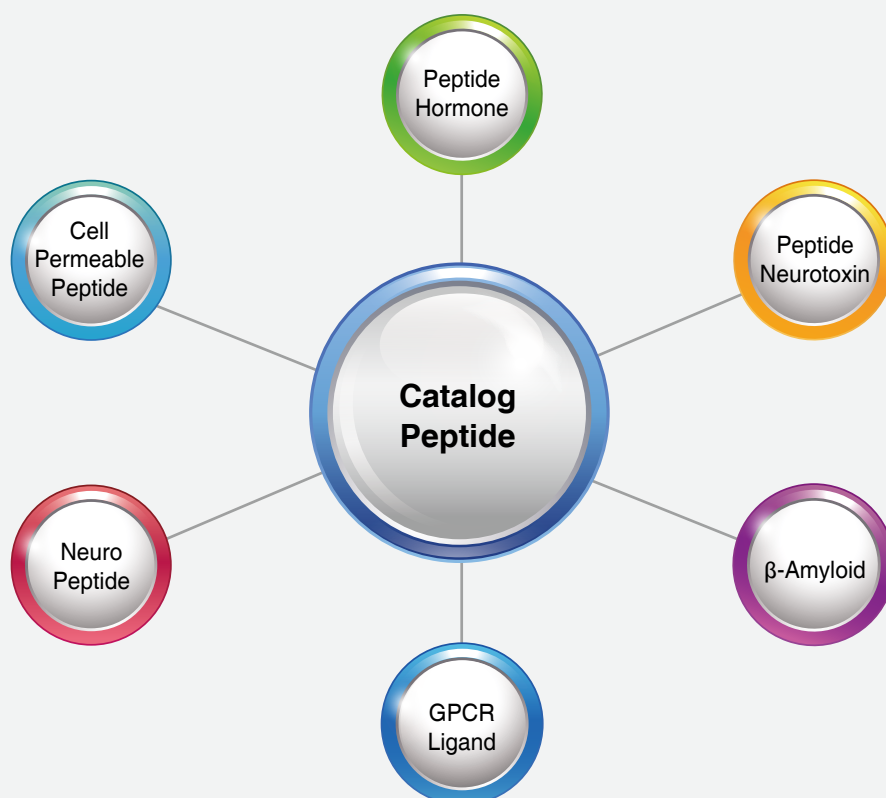 Peptide
Hormone
Cell
Permeable
Peptide
Peptide
Neurotoxin
Catalog
Peptide
Neuro
Peptide
β-Amyloid
GPCR
Ligand